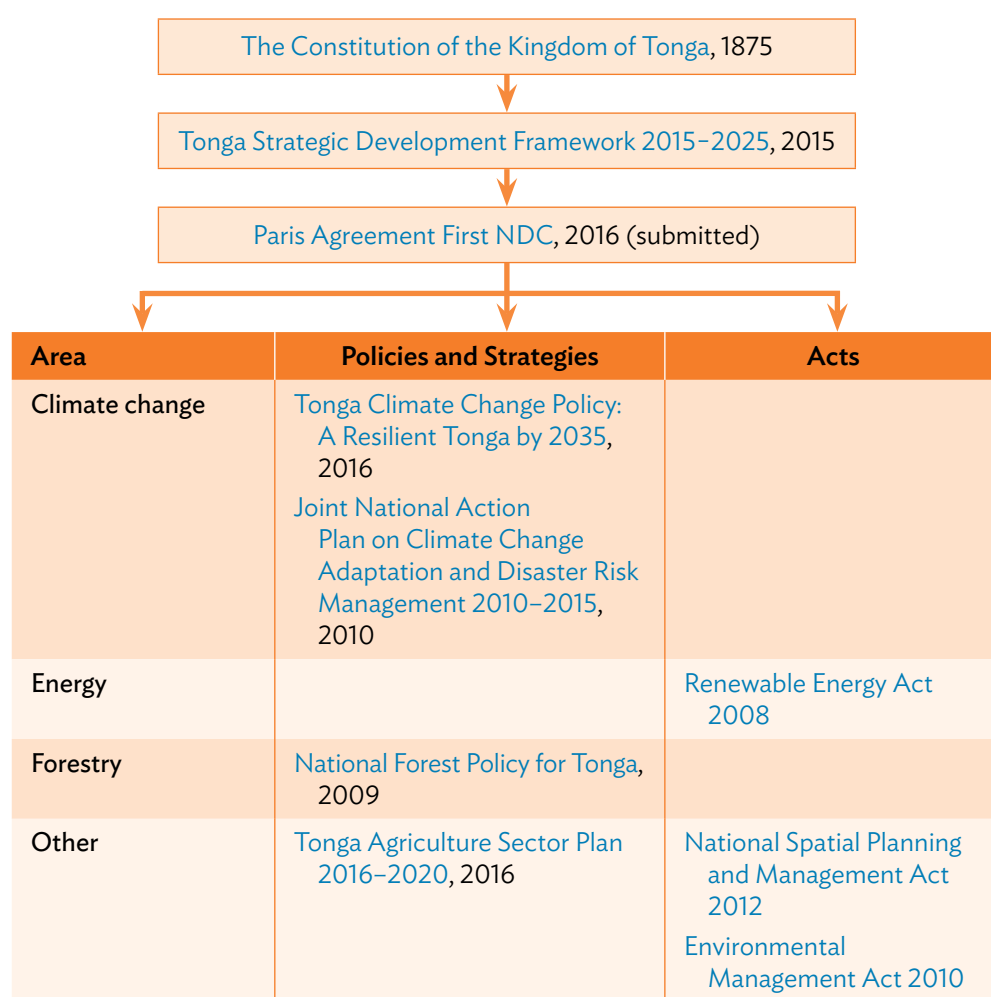 The Constitution of the Kingdom of Tonga, 1875
Tonga Strategic Development Framework 2015–2025, 2015
Paris Agreement First NDC, 2016 (submitted)
Area
Policies and Strategies
Acts
Climate change
Tonga Climate Change Policy:
A Resilient Tonga by 2035,
2016
Joint National Action
Plan on Climate Change
Adaptation and Disaster Risk
Management 2010–2015,
2010
Energy
Renewable Energy Act
2008
Forestry
National Forest Policy for Tonga,
2009
Other
Tonga Agriculture Sector Plan
2016–2020, 2016
National Spatial Planning
and Management Act
2012
Environmental
Management Act 2010